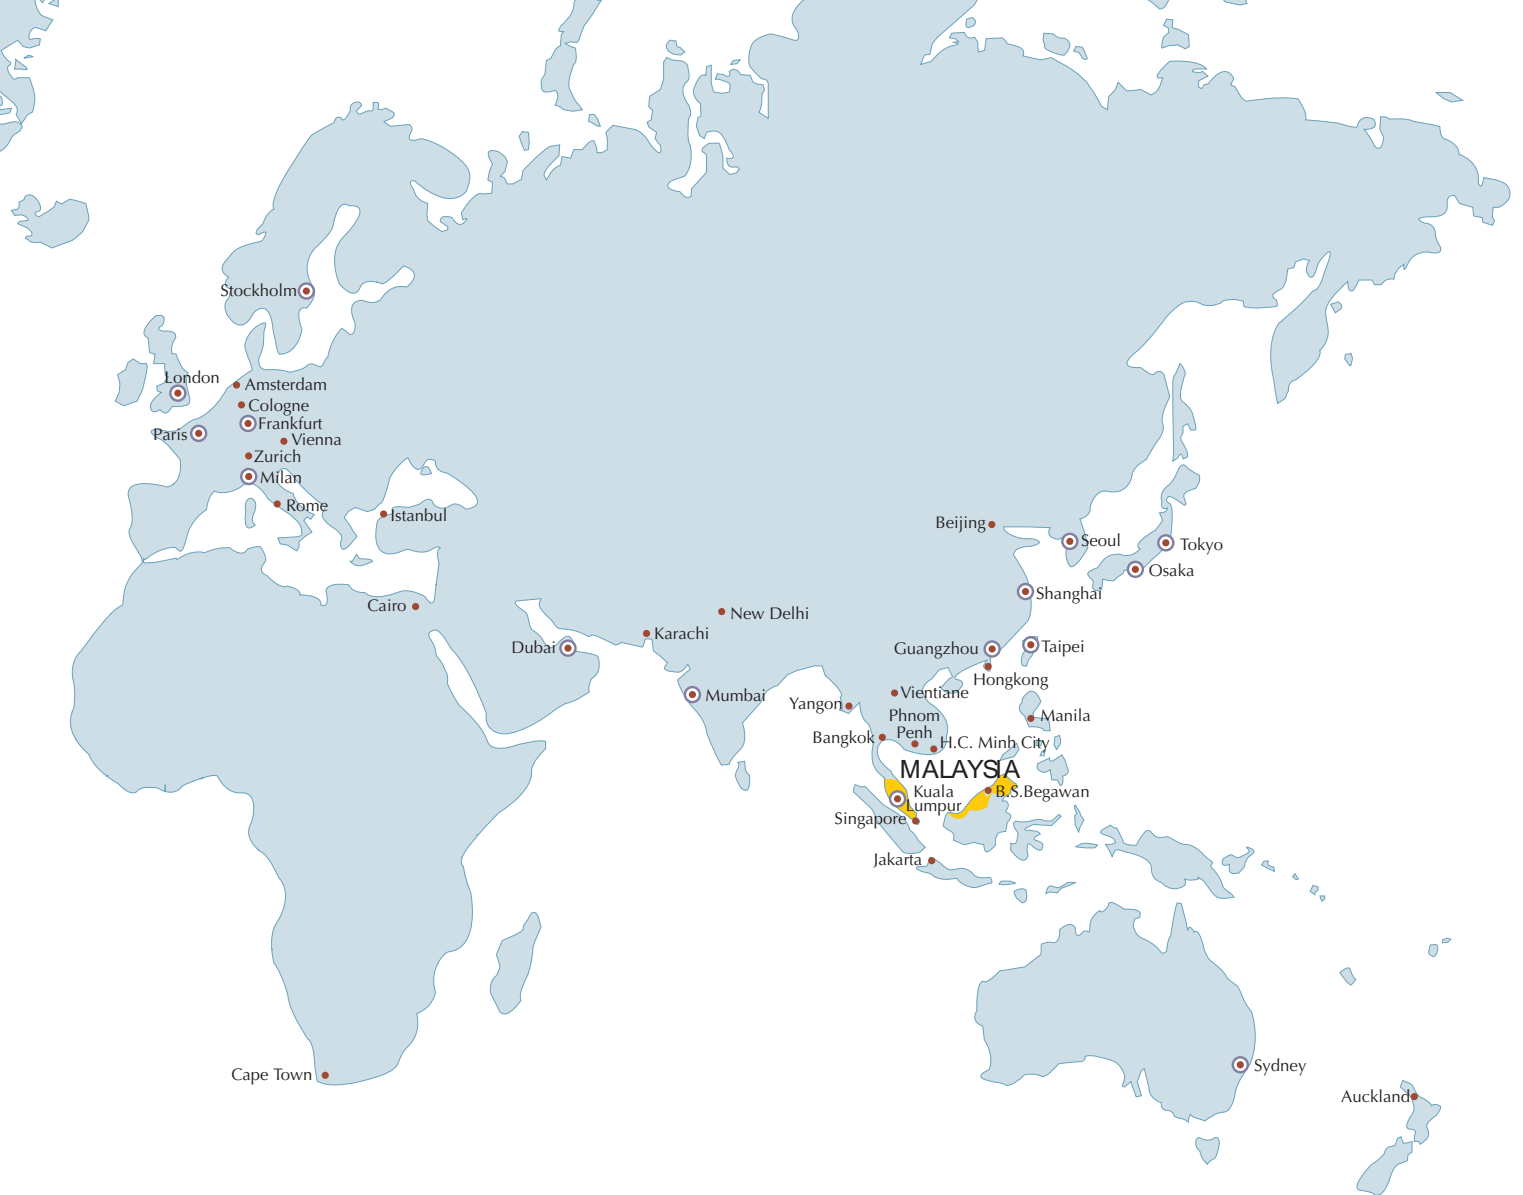 Stockholm
London
Amsterdam
Cologne
Frankfurt
Paris
Vienna
Zurich
Milan
Rome
Istanbul
Beijing
Seoul
Tokyo
Osaka
Shanghai
Cairo
New Delhi
Karachi
Dubai
Guangzhou
Taipei
Hongkong
Mumbai
Vientiane
Yangon
Phnom
Penh
Manila
Bangkok
H.C. Minh City
MALAYSIA
Kuala
Lumpur
B.S.Begawan
Singapore
Jakarta
Cape Town
Sydney
Auckland